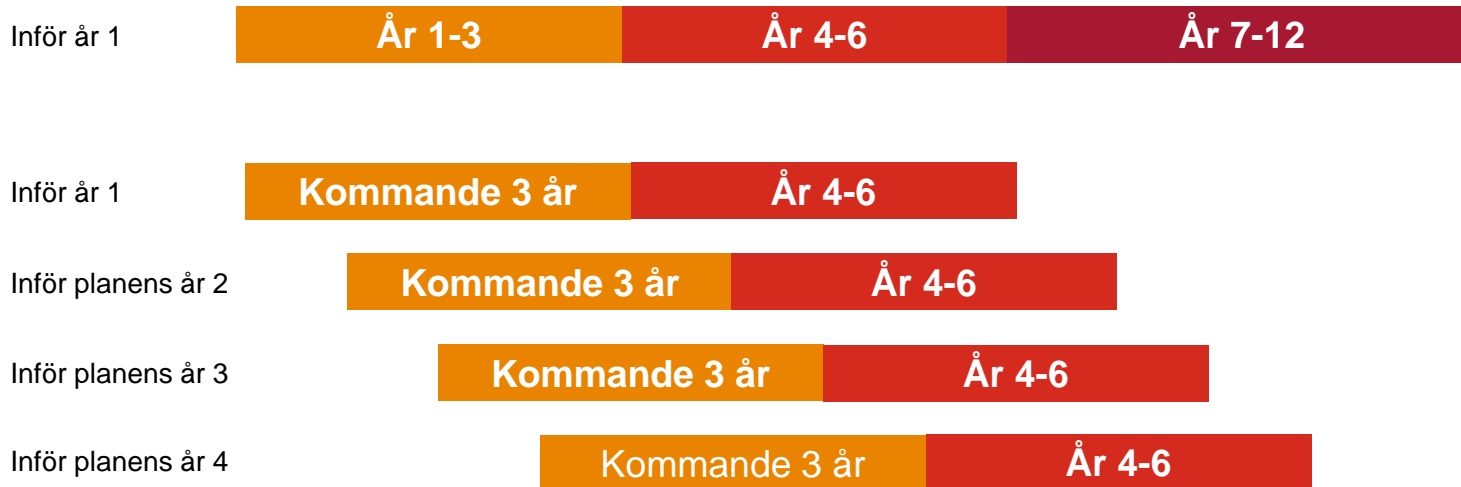 Inför år 1 År 1-3 År 4-6 År 7-12
Inför år 1 Kommande 3 år År 4-6
Inför planens år 2 Kommande 3 år År 4-6
Inför planens år 3 Kommande 3 år År 4-6
Inför planens år 4 Kommande 3 år År 4-6